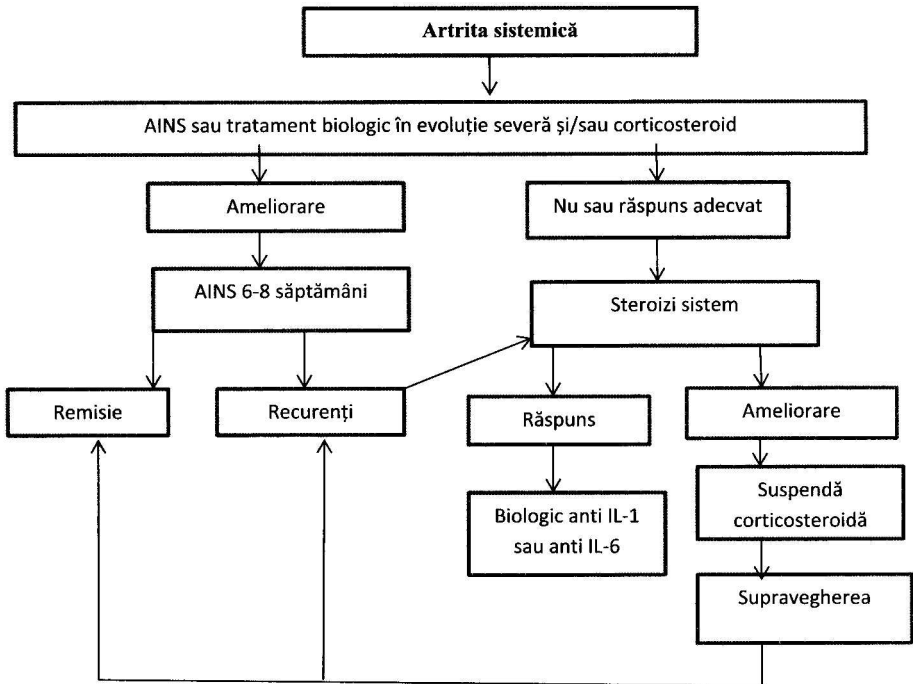 Artrita sistemică
AINS sau tratament biologic în evoluție severă și/sau corticosteroid
Ameliorare
Nu sau răspuns adecvat
AINS 6-8 săptămâni
Steroizi sistem
Remisie
Recurenți
Răspuns
Ameliorare
Biologic anti IL-1
sau anti IL-6
Suspendă
corticosteroidă
Supravegherea